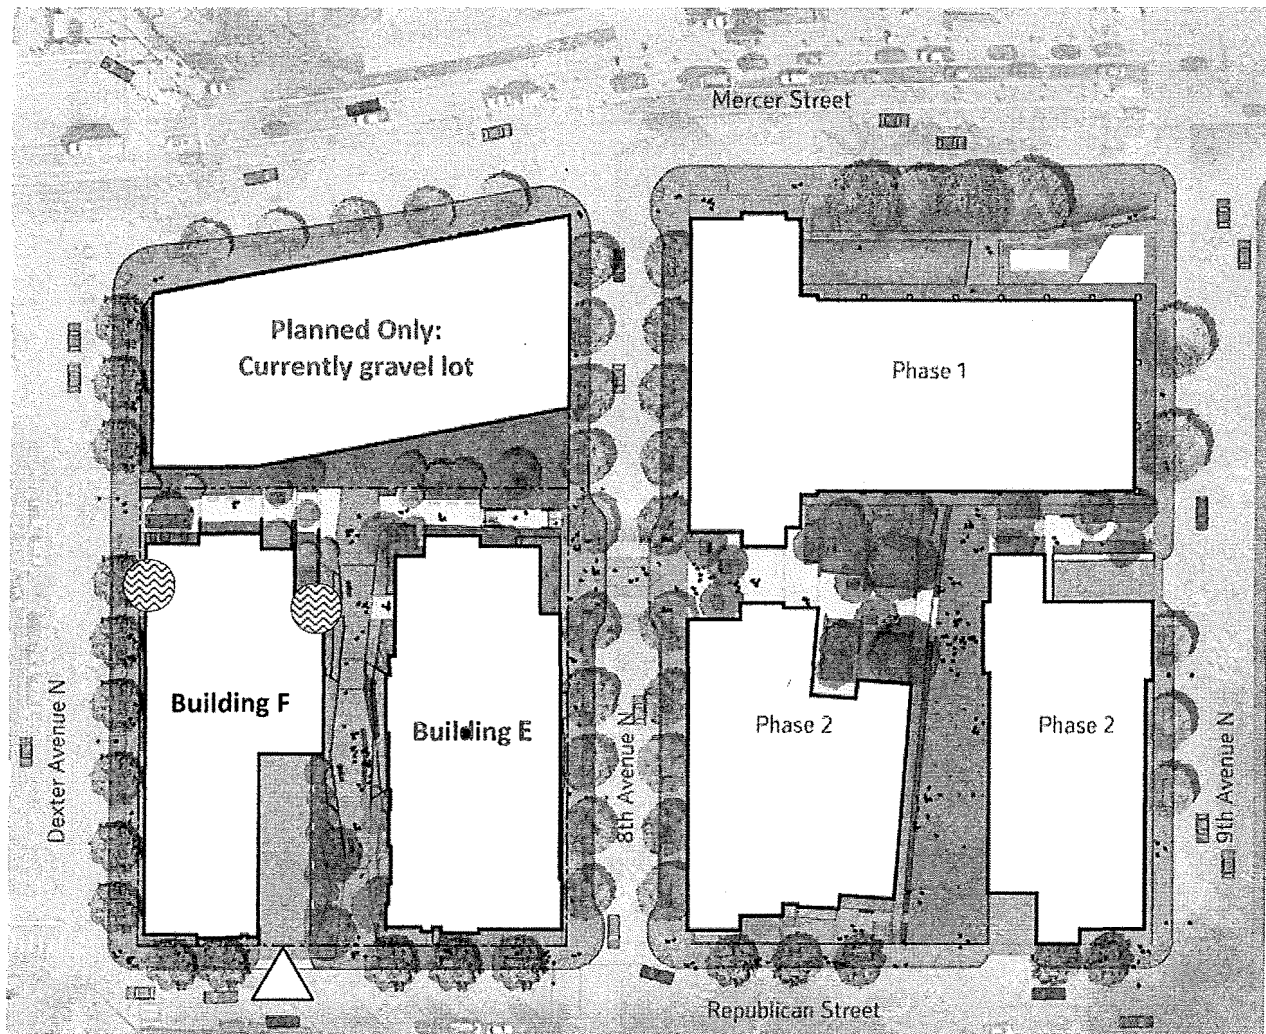 Mercer Street
Planned Only:
Currently gravel lot
Phase 1
Building F
Building E
Phase 2
Phase 2
Dexter Avenue N
8th Avenue N
9th Avenue N
Republican Street